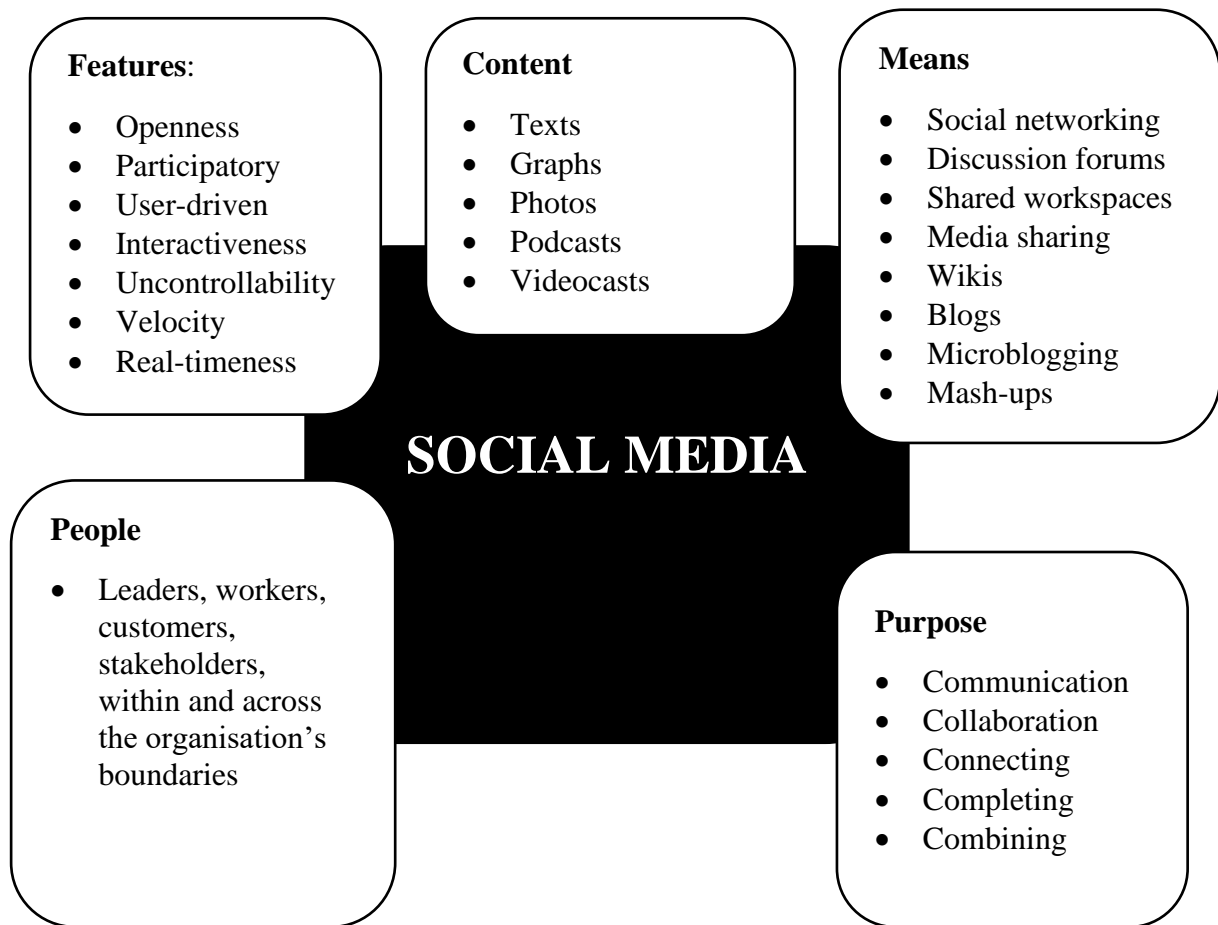 Features:
• Openness
• Participatory
• User-driven
• Interactiveness
• Uncontrollability
• Velocity
• Real-timeness
Content
• Texts
• Graphs
• Photos
• Podcasts
• Videocasts
Means
• Social networking
• Discussion forums
• Shared workspaces
• Media sharing
• Wikis
• Blogs
• Microblogging
• Mash-ups
SOCIAL MEDIA
People
• Leaders, workers,
customers,
stakeholders,
within and across
the organisation’s
boundaries
Purpose
• Communication
• Collaboration
• Connecting
• Completing
• Combining